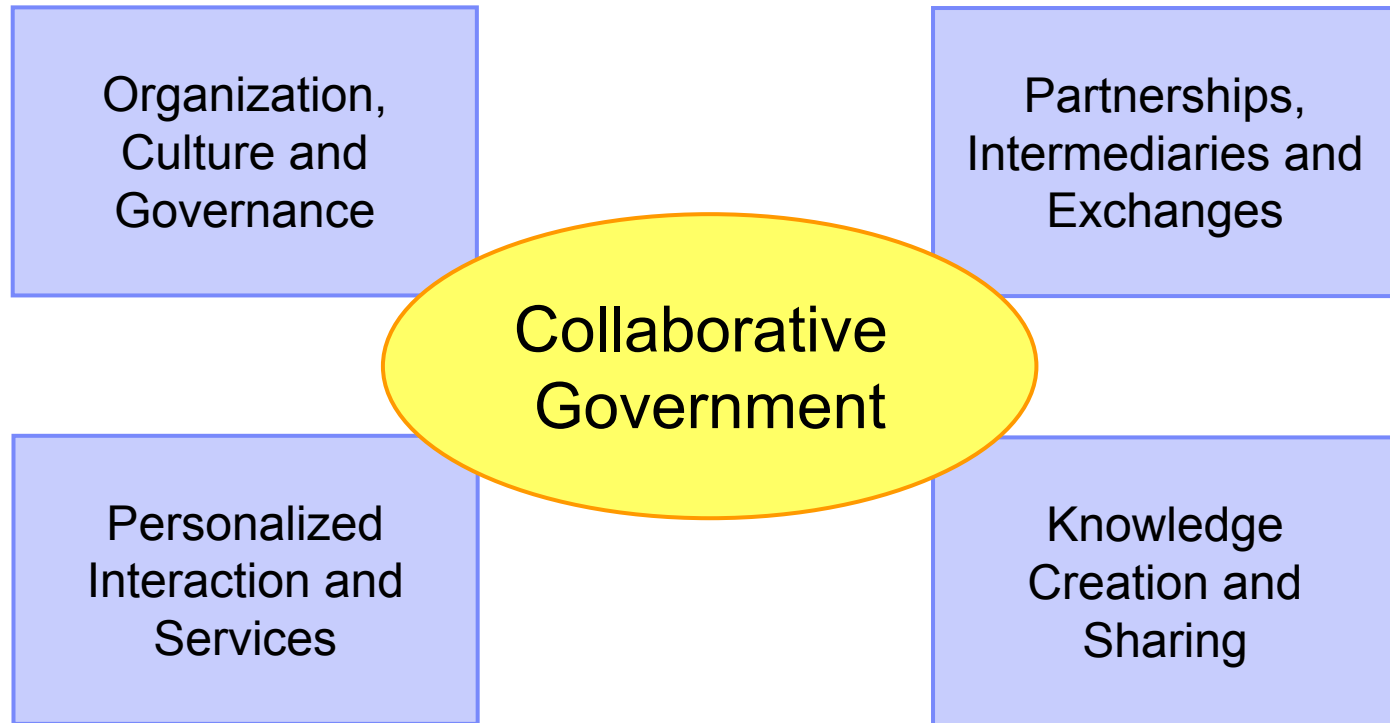 Organization,
Culture and
Governance
Partnerships,
Intermediaries and
Exchanges
Collaborative
Government
Personalized
Interaction and
Services
Knowledge
Creation and
Sharing